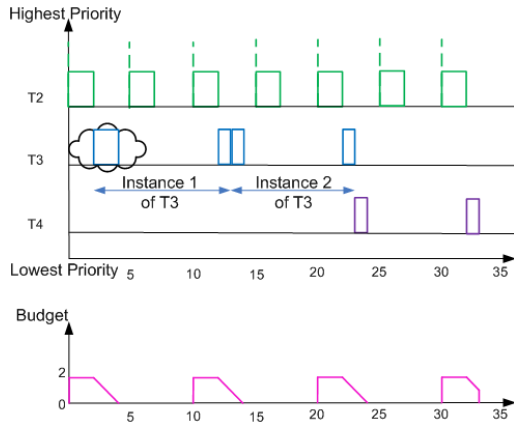 Highest Priority
T2
T3
Instance 1
of T3
Instance 2
of T3
T4
Lowest Priority
5 10 15 20 25 30 35
Budget
2
0
5 10 15 20 25 30 35